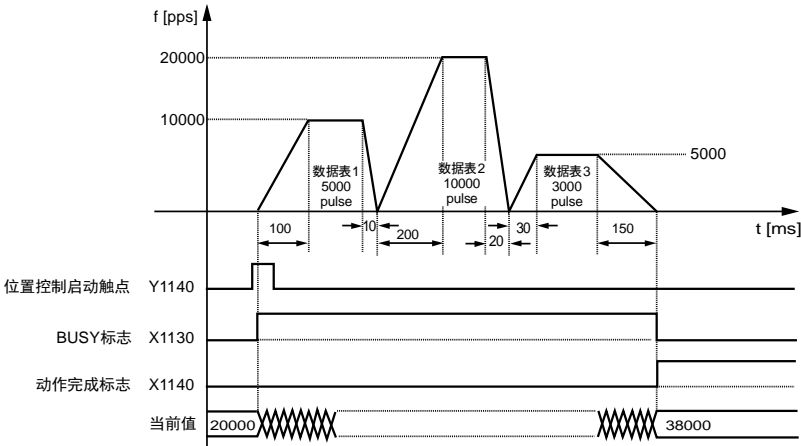 f [pps]
20000
10000
5000
数据表1
5000
pulse
数据表2
10000
pulse
数据表3
3000
pulse
100
10
200
20
30
150
t [ms]
位置控制启动触点 Y1140
BUSY标志 X1130
动作完成标志 X1140
当前值 20000 38000